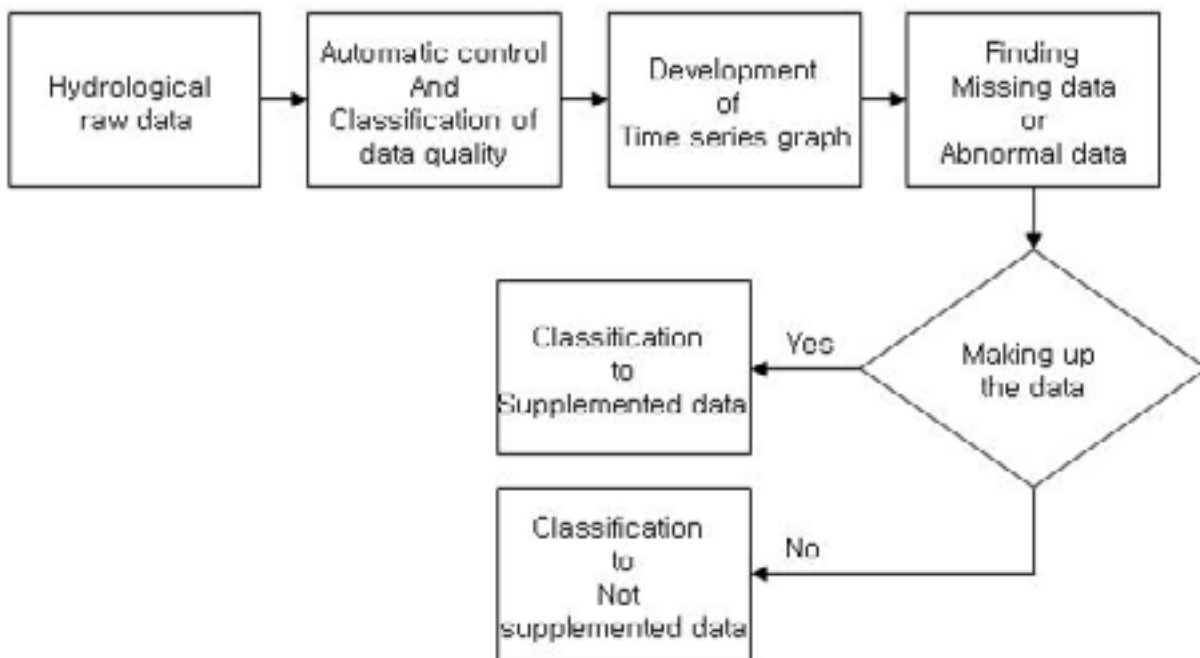 Hydrological
raw data
Automatic control
And
Classification of
data quality
Development
of
Time series graph
Finding
Missing data
or
Abnormal data
Making up
the data
Yes
Classification
to
Supplemented data
No
Classification
to
Not
supplemented data